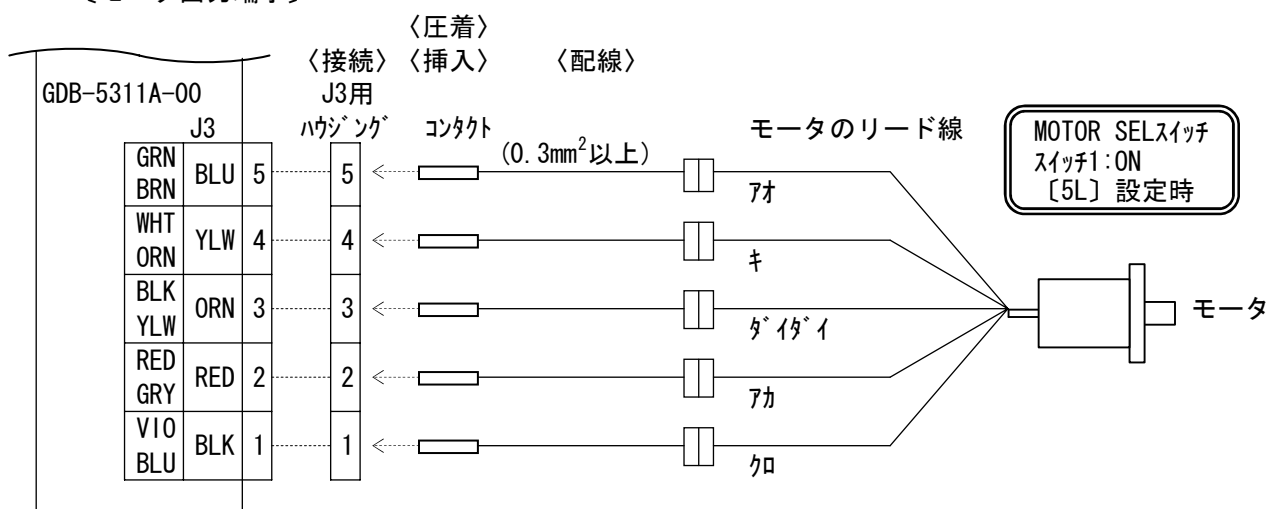 〈圧着〉
〈接続〉〈挿入〉 〈配線〉
GDB-5311A-00 J3用
J3 ﾊｳｼﾞﾝｸﾞ ｺﾝﾀｸﾄ モータのリード線
(0.3mm²以上)
MOTOR SELスイッチ
ｽｲｯﾁ1:ON
〔5L〕設定時
GRN
BRN BLU 5 5 ｱｵ
WHT
ORN YLW 4 4 ｷ
BLK
YLW ORN 3 3 ﾀﾞｲﾀﾞｲ
モータ
RED
GRY RED 2 2 ｱｶ
VIO
BLU BLK 1 1 ｸﾛ